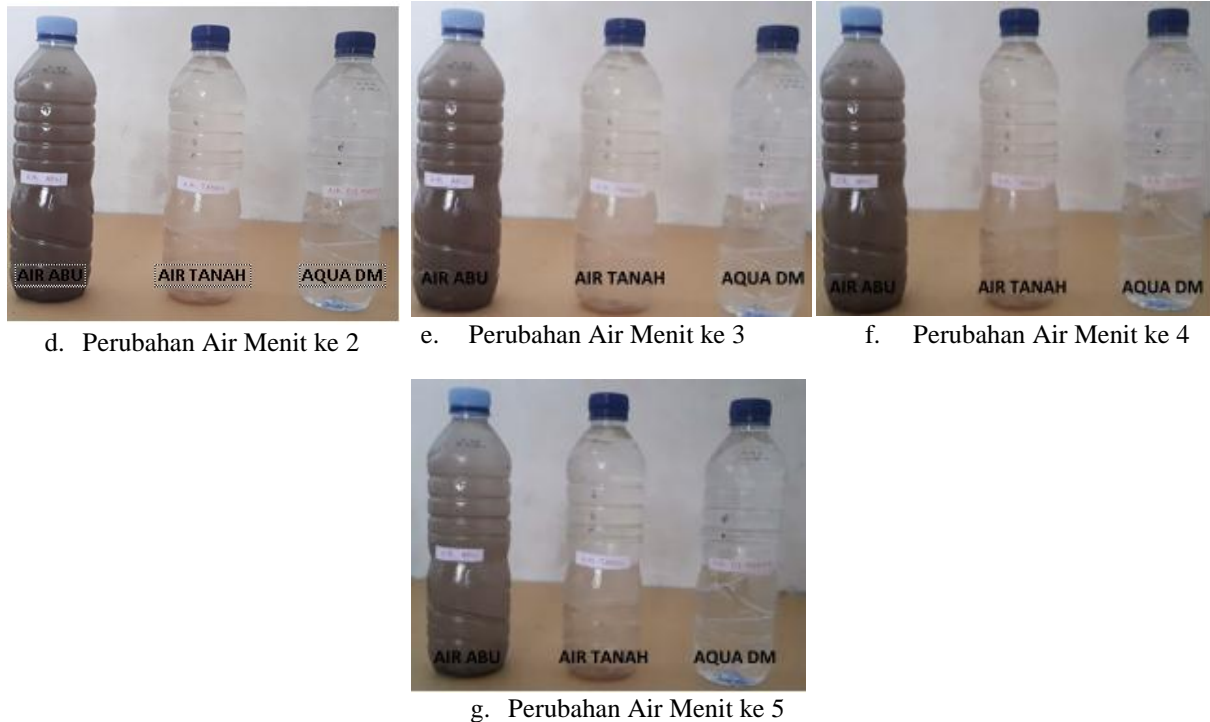 AIR ABU
AIR TANAH
AQUA DM
d. Perubahan Air Menit ke 2
AIR ABU
AIR TANAH
AQUA DM
e. Perubahan Air Menit ke 3
AIR ABU
AIR TANAH
AQUA DM
f. Perubahan Air Menit ke 4
AIR ABU
AIR TANAH
AQUA DM
g. Perubahan Air Menit ke 5